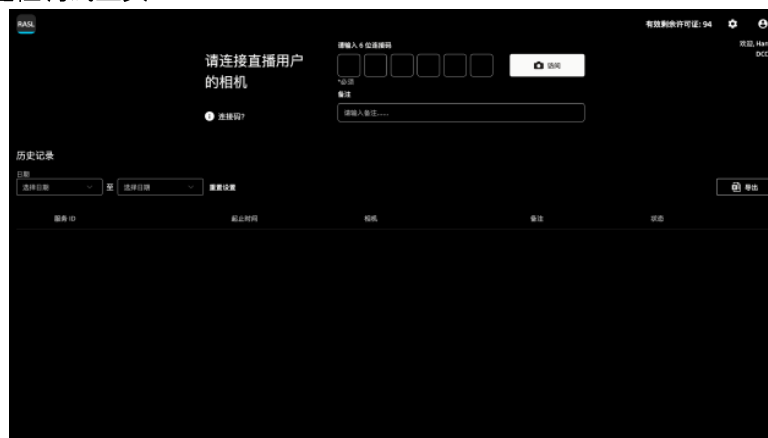 RASL
有效剩余许可证: 94
欢迎, Han
DCC
请连接直播用户
的相机
连接码?
请输入 6 位连接码
访问
*必须
备注
请输入备注......
历史记录
日期
选择日期 至 选择日期 重置设置
导出
服务 ID 起止时间 相机 备注 状态